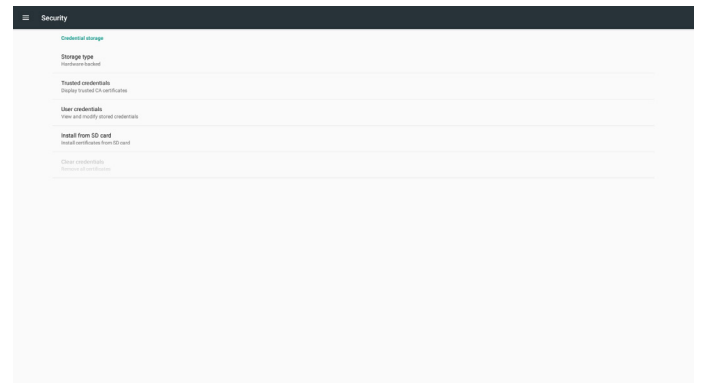 Security
Credential storage
Storage type
Hardware-backed
Trusted credentials
Display trusted CA certificates
User credentials
View and modify stored credentials
Install from SD card
Install certificates from SD card
Clear credentials
Remove all certificates